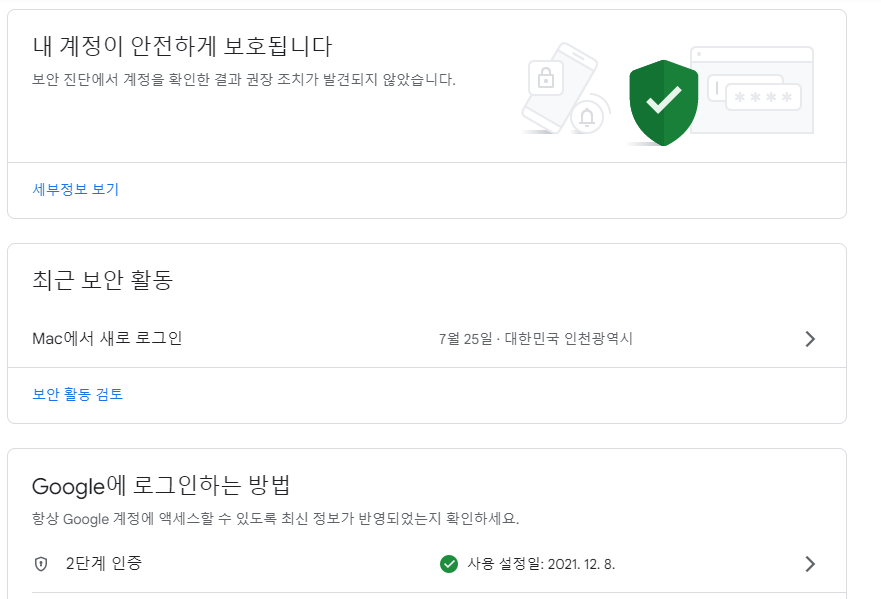 내 계정이 안전하게 보호됩니다
보안 진단에서 계정을 확인한 결과 권장 조치가 발견되지 않았습니다.
세부정보 보기
최근 보안 활동
Mac에서 새로 로그인
7월 25일 · 대한민국 인천광역시
보안 활동 검토
Google에 로그인하는 방법
항상 Google 계정에 액세스할 수 있도록 최신 정보가 반영되었는지 확인하세요.
2단계 인증
사용 설정일: 2021. 12. 8.